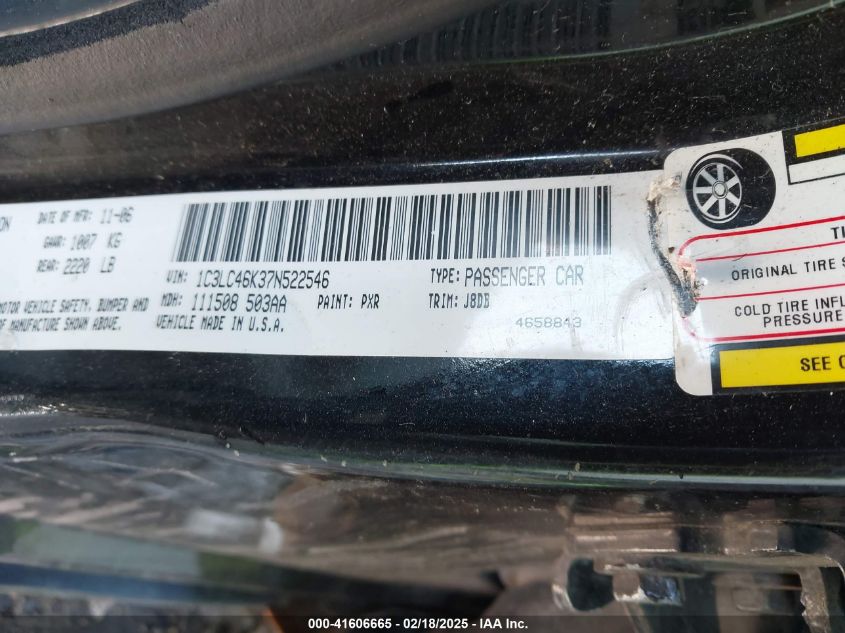 ON DATE OF MFR: 11-06
GAWR: 1007 KG
REAR: 2220 LB
VIN: 1C3LC46K37N522546 TYPE: PASSENGER CAR
MOTOR VEHICLE SAFETY, BUMPER AND MDH: 111508 503AA PAINT: PXR TRIM: J8DB
OF MANUFACTURE SHOWN ABOVE. VEHICLE MADE IN U.S.A. 4658843
TI
ORIGINAL TIRE S
COLD TIRE INFL
PRESSURE
SEE O
000-41606665 - 02/18/2025 - IAA Inc.